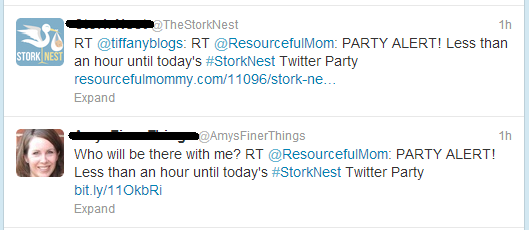 @TheStorkNest 1h
RT @tiffanyblogs: RT @ResourcefulMom: PARTY ALERT! Less than
an hour until today's #StorkNest Twitter Party
resourcefulmommy.com/11096/stork-ne…
STORK NEST
Expand
@AmysFinerThings 1h
Who will be there with me? RT @ResourcefulMom: PARTY ALERT!
Less than an hour until today's #StorkNest Twitter Party
bit.ly/11OkbRi
Expand